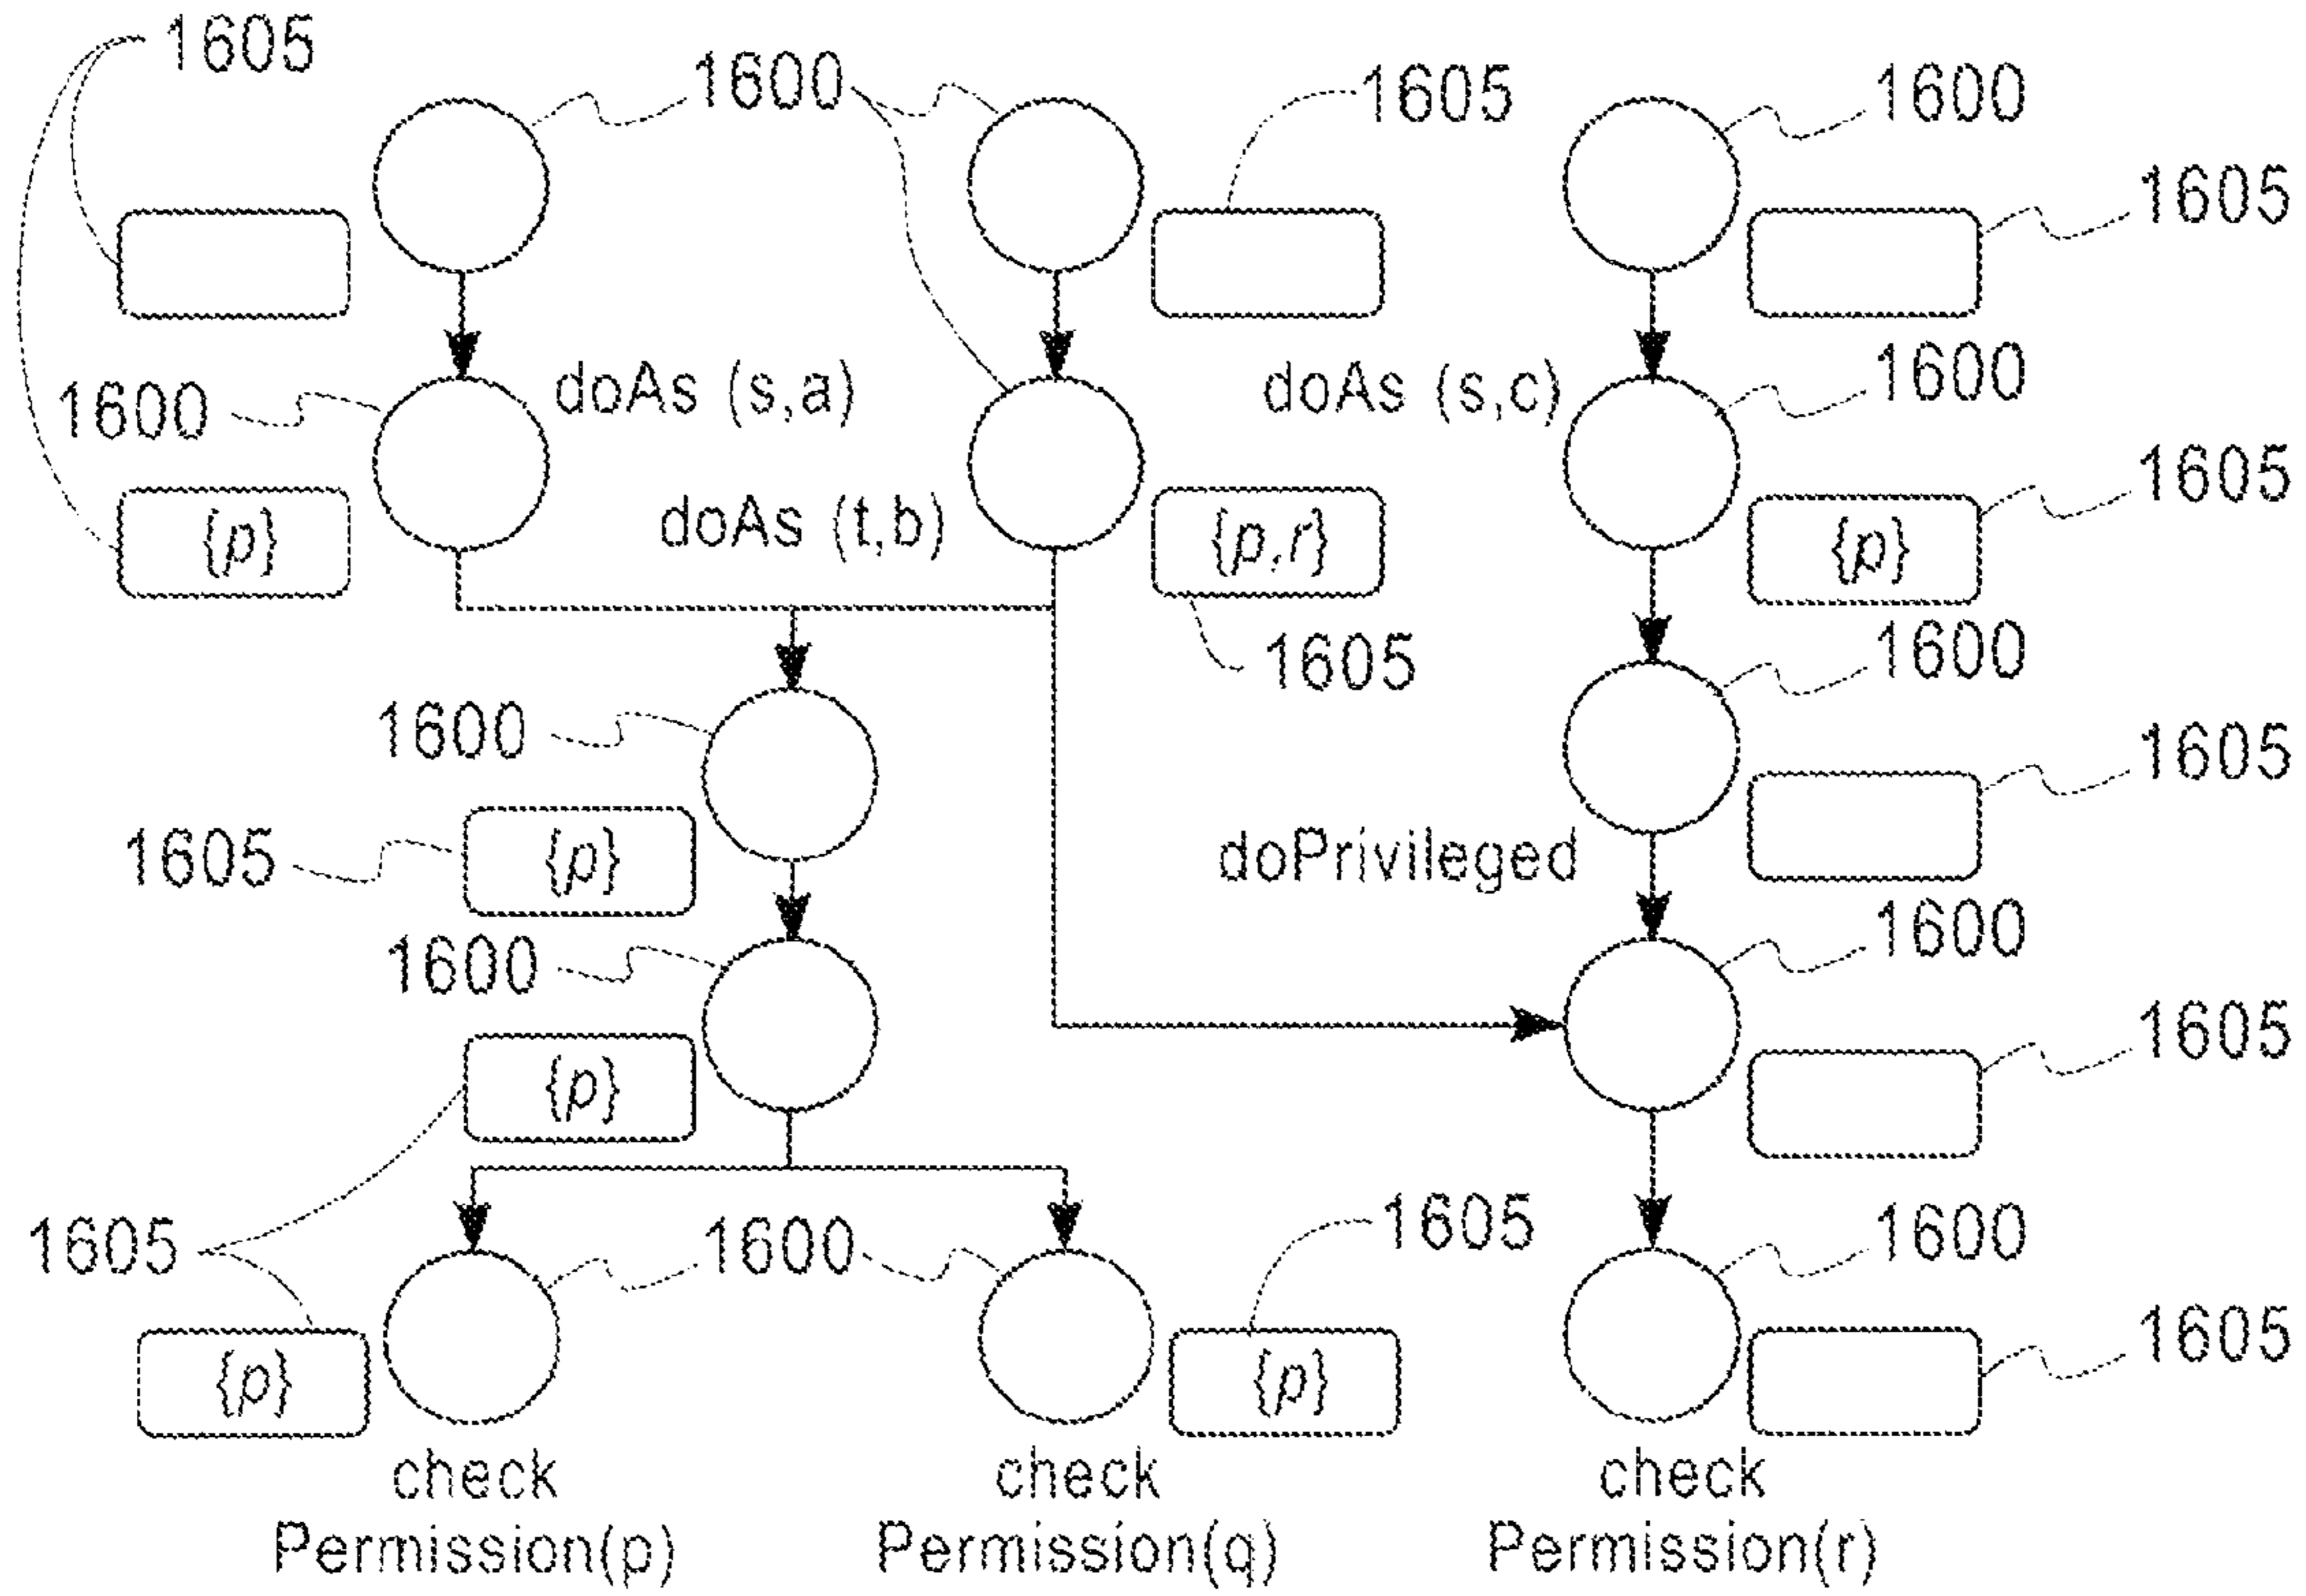 1605
1600
1605
1600
1605
1600
doAs (s,a)
doAs (s,c)
1600
1605
{p}
doAs (t,b)
{p,r}
{p}
1605
1600
1600
1605
1605
{p}
doPrivileged
1600
1600
{p}
1605
1605
1600
1605
1600
{p}
{p}
1605
check
Permission(p)
check
Permission(q)
check
Permission(r)